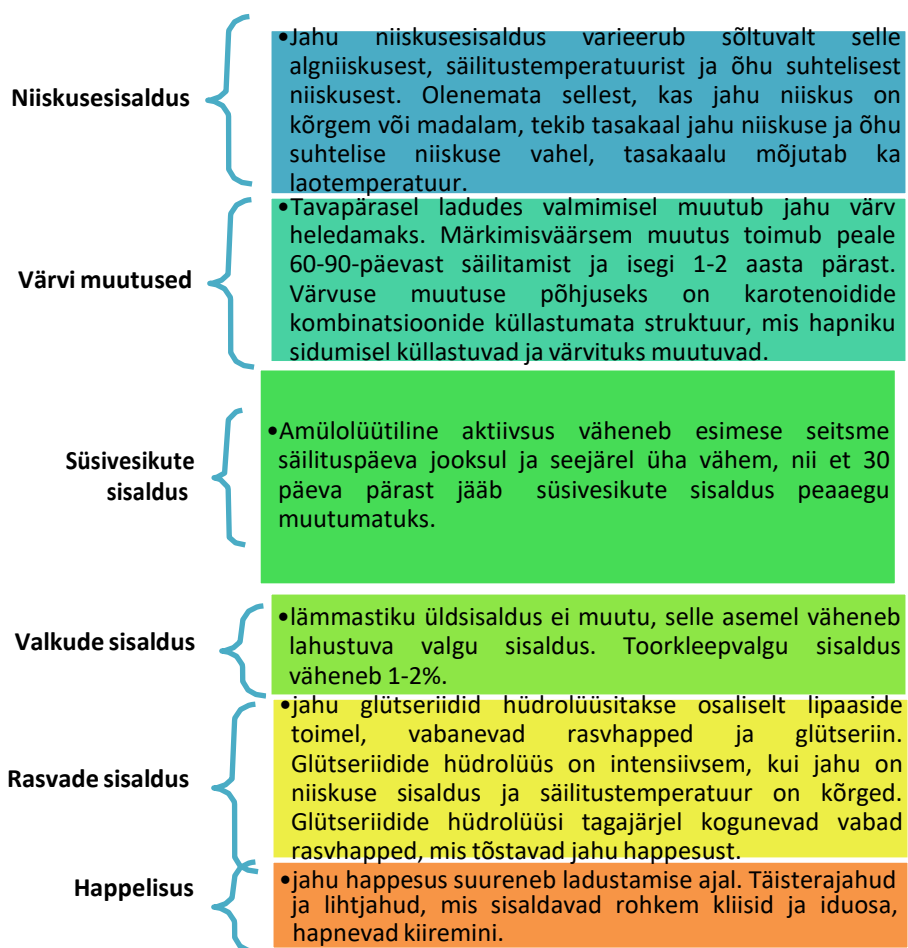 Niiskusesisaldus
•Jahu niiskusesisaldus varieerub sõltuvalt selle
algniiskusest, säilitustemperatuurist ja õhu suhtelisest
niiskusest. Olenemata sellest, kas jahu niiskus on
kõrgem või madalam, tekib tasakaal jahu niiskuse ja õhu
suhtelise niiskuse vahel, tasakaalu mõjutab ka
laotemperatuur.
Värvi muutused
•Tavapärasel ladudes valmimisel muutub jahu värv
heledamaks. Märkimisväärsem muutus toimub peale
60-90-päevast säilitamist ja isegi 1-2 aasta pärast.
Värvuse muutuse põhjuseks on karotenoidide
kombinatsioonide küllastumata struktuur, mis hapniku
sidumisel küllastuvad ja värvituks muutuvad.
Süsivesikute
sisaldus
•Amülolüütiline aktiivsus väheneb esimese seitsme
säilituspäeva jooksul ja seejärel üha vähem, nii et 30
päeva pärast jääb süsivesikute sisaldus peaaegu
muutumatuks.
Valkude sisaldus
•lämmastiku üldsisaldus ei muutu, selle asemel väheneb
lahustuva valgu sisaldus. Toorkleepvalgu sisaldus
väheneb 1-2%.
Rasvade sisaldus
•jahu glütseriidid hüdrolüüsitakse osaliselt lipaaside
toimel, vabanevad rasvhapped ja glütseriin.
Glütseriidide hüdrolüüs on intensiivsem, kui jahu on
niiskuse sisaldus ja säilitustemperatuur on kõrged.
Glütseriidide hüdrolüüsi tagajärjel kogunevad vabad
rasvhapped, mis tõstavad jahu happesust.
Happelisus
•jahu happesus suureneb ladustamise ajal. Täisterajahud
ja lihtjahud, mis sisaldavad rohkem kliisid ja iduosa,
hapnevad kiiremini.